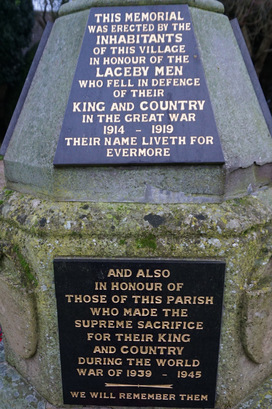 THIS MEMORIAL
WAS ERECTED BY THE
INHABITANTS
OF THIS VILLAGE
IN HONOUR OF THE
LACEBY MEN
WHO FELL IN DEFENCE
OF THEIR
KING AND COUNTRY
IN THE GREAT WAR
1914 - 1919
THEIR NAME LIVETH FOR
EVERMORE
AND ALSO
IN HONOUR OF
THOSE OF THIS PARISH
WHO MADE THE
SUPREME SACRIFICE
FOR THEIR KING
AND COUNTRY
DURING THE WORLD
WAR OF 1939 - 1945
WE WILL REMEMBER THEM